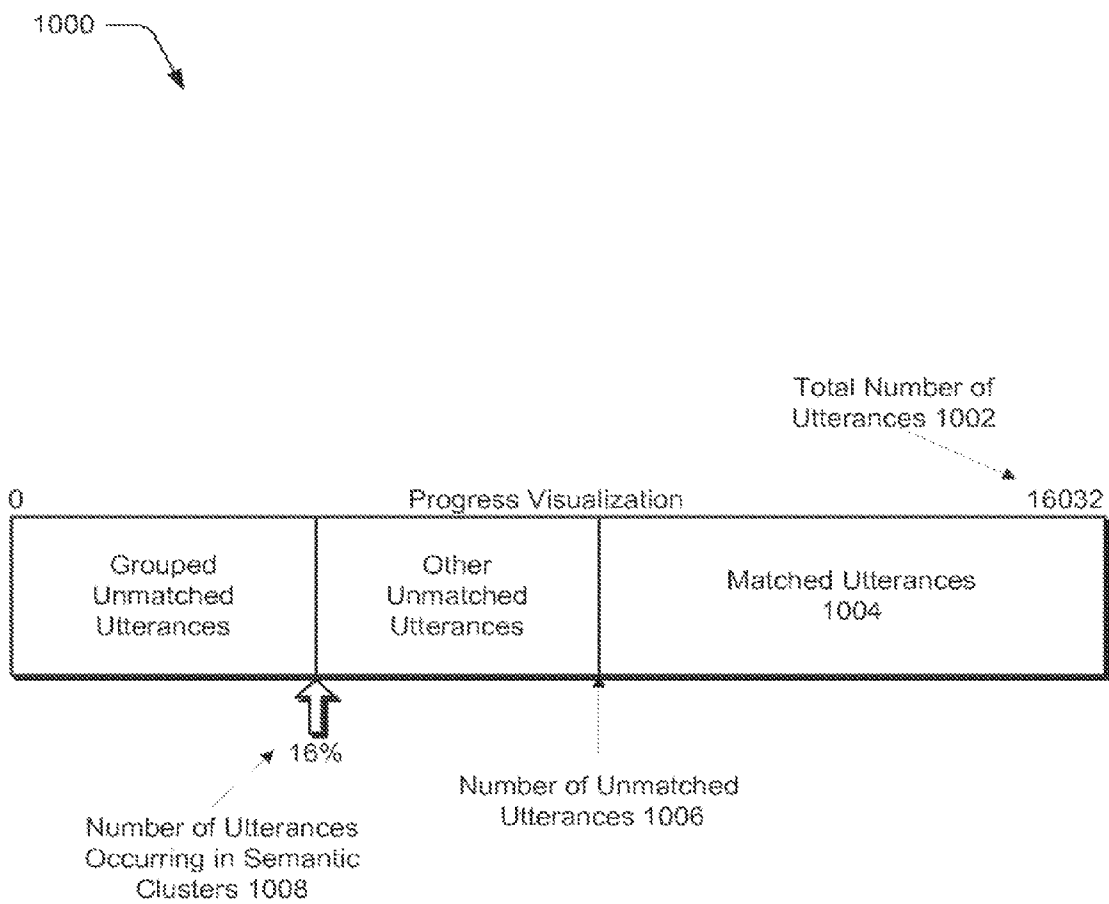 1000
Total Number of
Utterances 1002
0 Progress Visualization 16032
Grouped
Unmatched
Utterances
Other
Unmatched
Utterances
Matched Utterances
1004
16%
Number of Unmatched
Utterances 1006
Number of Utterances
Occurring in Semantic
Clusters 1008